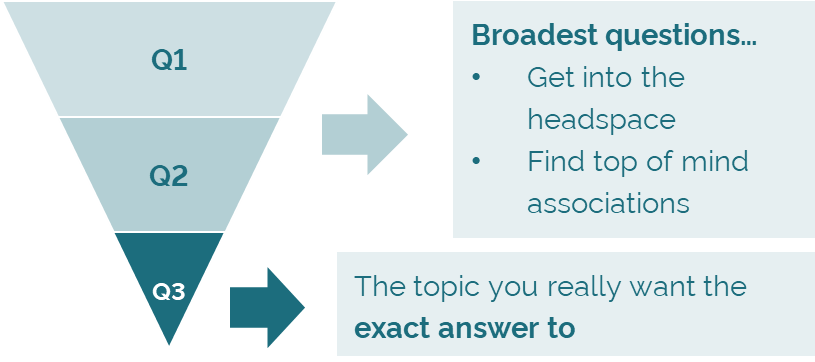 Q1
Q2
Q3
Broadest questions...
• Get into the
headspace
• Find top of mind
associations
The topic you really want the
exact answer to